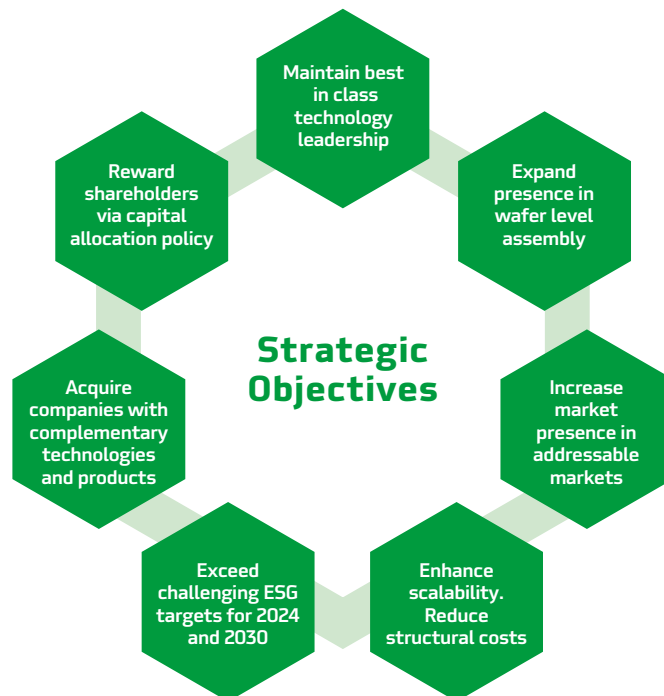 Maintain best
in class
technology
leadership
Expand
presence in
wafer level
assembly
Increase
market
presence in
addressable
markets
Enhance
scalability.
Reduce
structural costs
Exceed
challenging ESG
targets for 2024
and 2030
Acquire
companies with
complementary
technologies
and products
Reward
shareholders
via capital
allocation policy
Strategic
Objectives